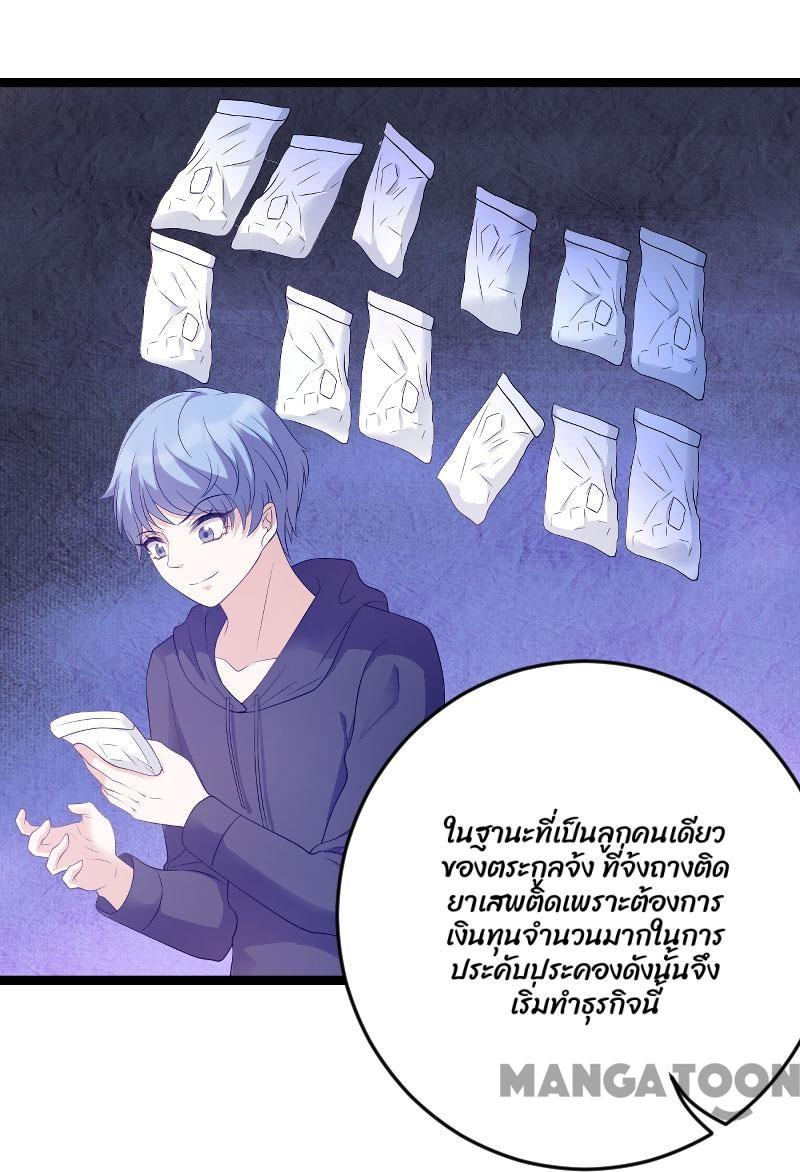 ในฐานะที่เป็นลูกคนเดียว
ของตระกูลจ้ง ที่จ้งถางติด
ยาเสพติดเพราะต้องการ
เงินทุนจำนวนมากในการ
ประคับประคองดังนั้นจึง
เริ่มทำธุรกิจนี้
MANGATOON